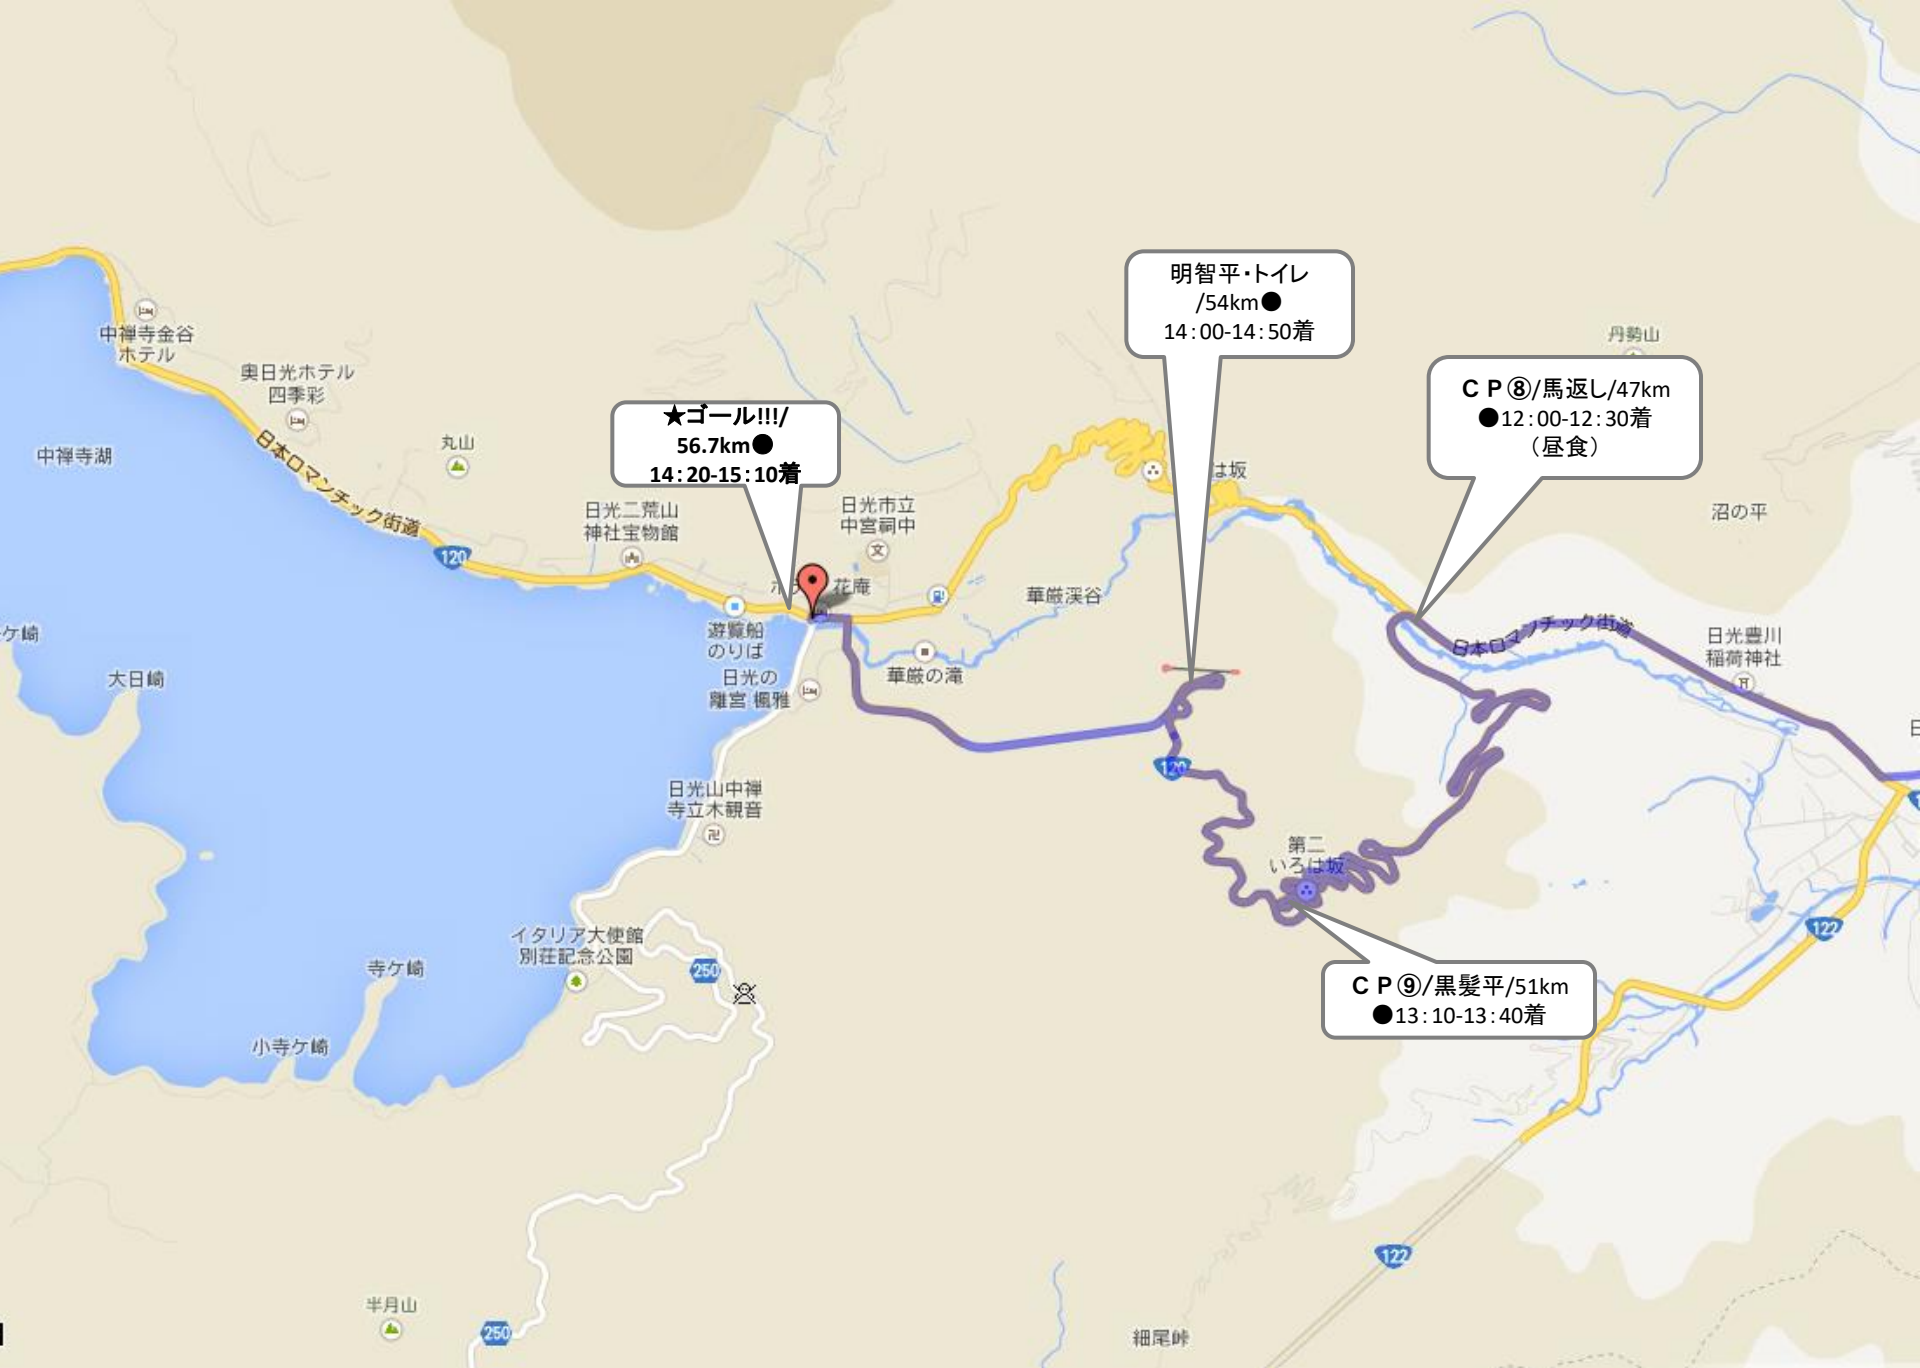 明智平・トイレ
/54km●
14：00-14：50着
ＣＰ⑧/馬返し/47km
●12：00-12：30着
（昼食）
★ゴール!!!/
56.7km●
14：20-15：10着
ＣＰ⑨/黒髪平/51km
●13：10-13：40着
中禅寺金谷
ホテル
奥日光ホテル
四季彩
中禅寺湖
丸山
日本ロマンチック街道
120
日光二荒山
神社宝物館
日光市立
中宮祠中
文
花庵
遊覧船
のりば
日光の
離宮 楓雅
華厳の滝
華厳渓谷
は坂
丹勢山
沼の平
日本ロマンチック街道
日光豊川
稲荷神社
大日崎
ケ崎
120
第二
いろは坂
日光山中禅
寺立木観音
イタリア大使館
別荘記念公園
250
寺ケ崎
小寺ケ崎
122
122
半月山
250
細尾峠